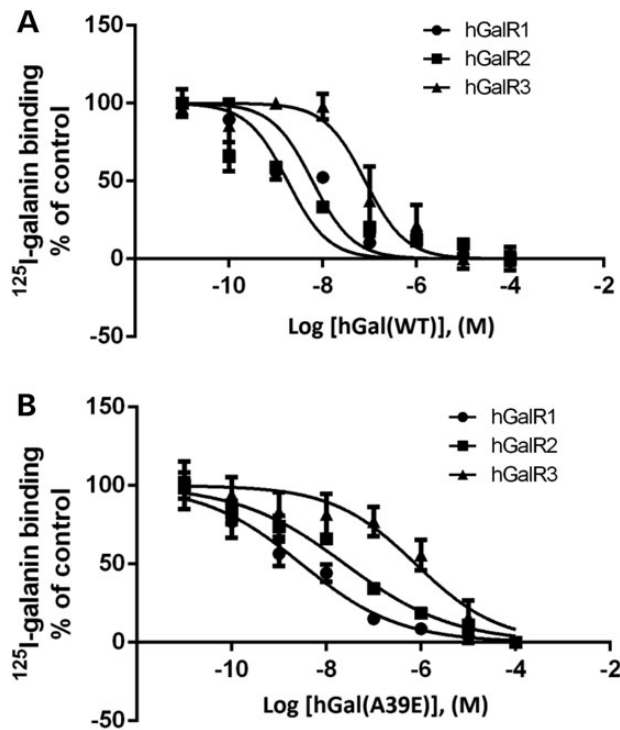 A
150
100
50
0
-50
¹²⁵I-galanin binding
% of control
hGalR1
hGalR2
hGalR3
-10
-8
-6
-4
-2
Log [hGal(WT)], (M)
B
150
100
50
0
-50
¹²⁵I-galanin binding
% of control
hGalR1
hGalR2
hGalR3
-10
-8
-6
-4
-2
Log [hGal(A39E)], (M)